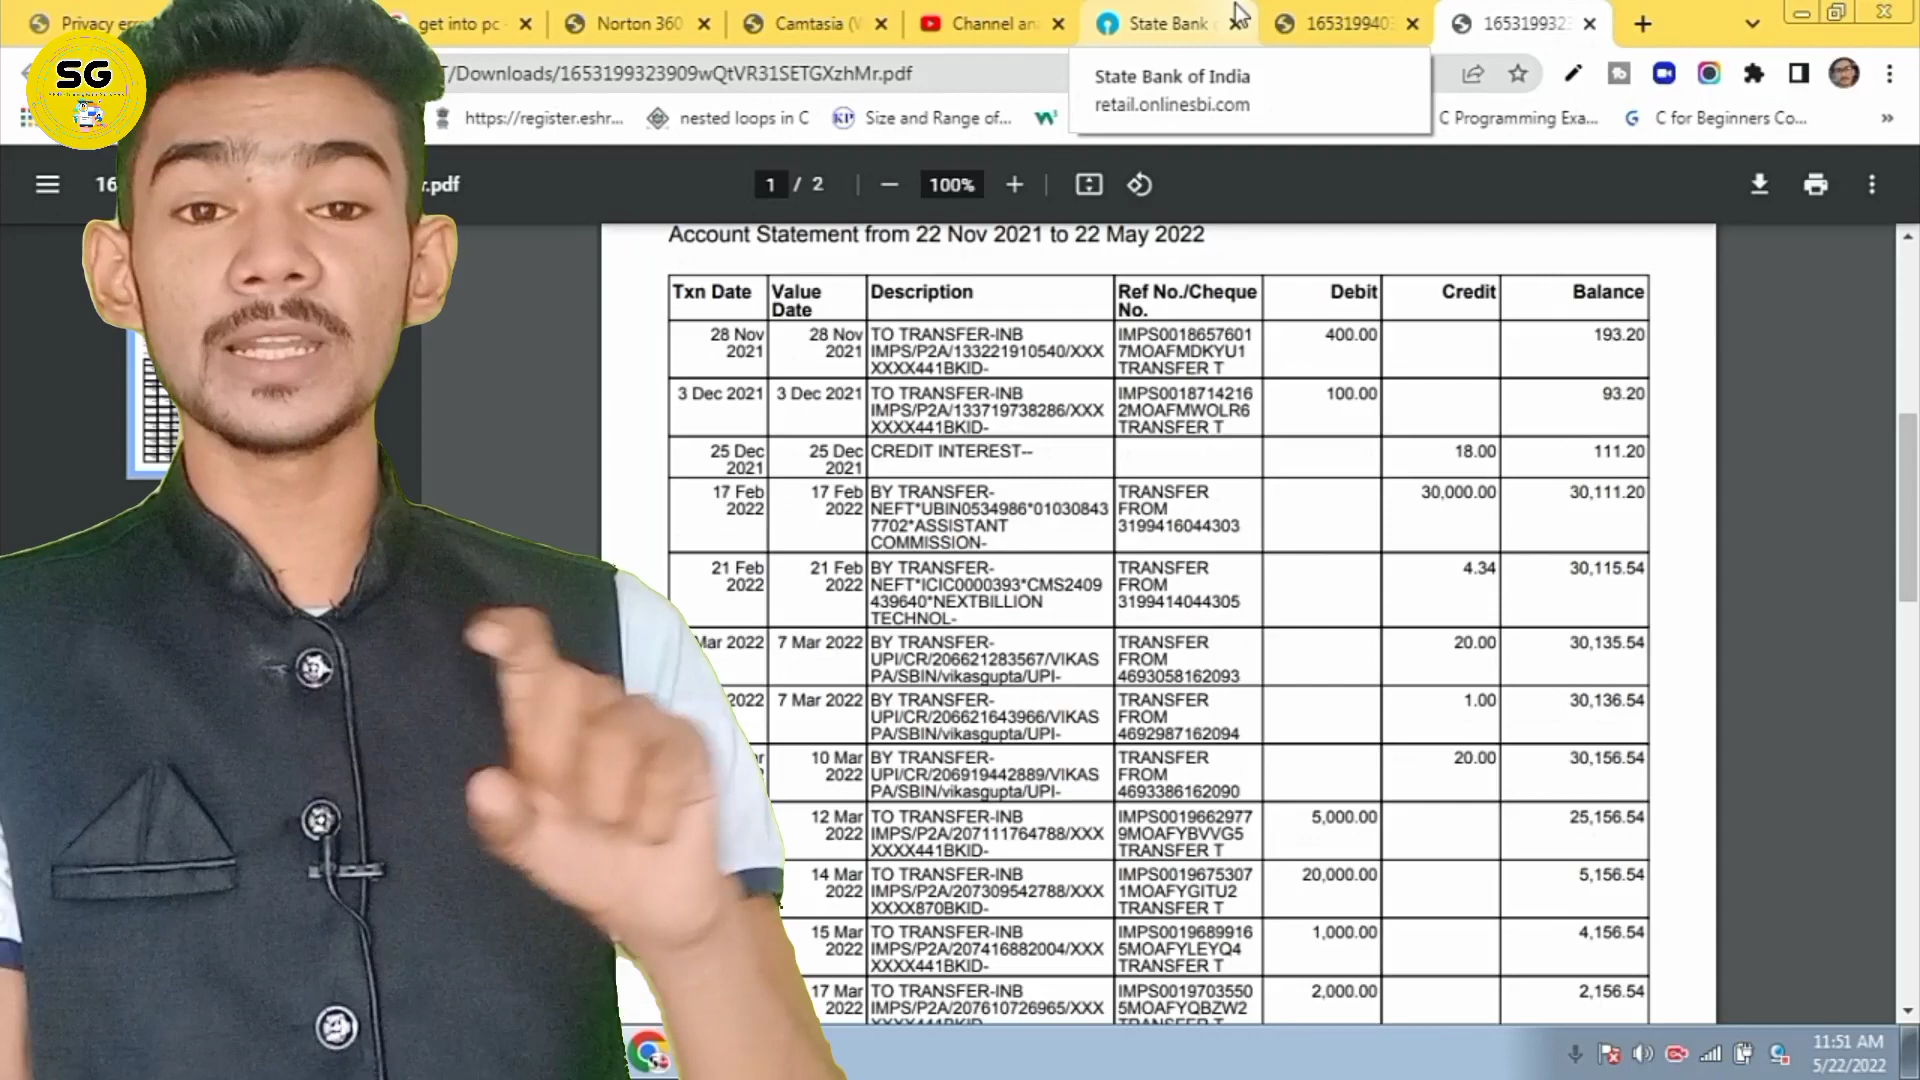 Privacy er
get into pc
Norton 360
Camtasia (
Channel an
State Bank
1653199403
165319932
/Downloads/1653199323909wQtVR31SETGXzhMr.pdf
State Bank of India
retail.onlinesbi.com
https://register.eshr...
nested loops in C
KP
Size and Range of...
C Programming Exa...
G
C for Beginners Co...
»
SG
16
r.pdf
1 / 2
100%
Account Statement from 22 Nov 2021 to 22 May 2022
Txn Date Value Date Description Ref No./Cheque No. Debit Credit Balance
28 Nov 2021 28 Nov 2021 TO TRANSFER-INB IMPS/P2A/133221910540/XXX XXXX441BKID- IMPS0018657601 7MOAFMDKYU1 TRANSFER T 400.00 193.20
3 Dec 2021 3 Dec 2021 TO TRANSFER-INB IMPS/P2A/133719738286/XXX XXXX441BKID- IMPS0018714216 2MOAFMWOLR6 TRANSFER T 100.00 93.20
25 Dec 2021 25 Dec 2021 CREDIT INTEREST-- 18.00 111.20
17 Feb 2022 17 Feb 2022 BY TRANSFER- NEFT*UBIN0534986*01030843 7702*ASSISTANT COMMISSION- TRANSFER FROM 3199416044303 30,000.00 30,111.20
21 Feb 2022 21 Feb 2022 BY TRANSFER- NEFT*ICIC0000393*CMS2409 439640*NEXTBILLION TECHNOL- TRANSFER FROM 3199414044305 4.34 30,115.54
Mar 2022 7 Mar 2022 BY TRANSFER- UPI/CR/206621283567/VIKAS PA/SBIN/vikasgupta/UPI- TRANSFER FROM 4693058162093 20.00 30,135.54
2022 7 Mar 2022 BY TRANSFER- UPI/CR/206621643966/VIKAS PA/SBIN/vikasgupta/UPI- TRANSFER FROM 4692987162094 1.00 30,136.54
10 Mar 2022 BY TRANSFER- UPI/CR/206919442889/VIKAS PA/SBIN/vikasgupta/UPI- TRANSFER FROM 4693386162090 20.00 30,156.54
12 Mar 2022 TO TRANSFER-INB IMPS/P2A/207111764788/XXX XXXX441BKID- IMPS0019662977 9MOAFYBVVG5 TRANSFER T 5,000.00 25,156.54
14 Mar 2022 TO TRANSFER-INB IMPS/P2A/207309542788/XXX XXXX870BKID- IMPS0019675307 1MOAFYGITU2 TRANSFER T 20,000.00 5,156.54
15 Mar 2022 TO TRANSFER-INB IMPS/P2A/207416882004/XXX XXXX441BKID- IMPS0019689916 5MOAFYLEYQ4 TRANSFER T 1,000.00 4,156.54
17 Mar 2022 TO TRANSFER-INB IMPS/P2A/207610726965/XXX IMPS0019703550 5MOAFYQBZW2 2,000.00 2,156.54
11:51 AM
5/22/2022